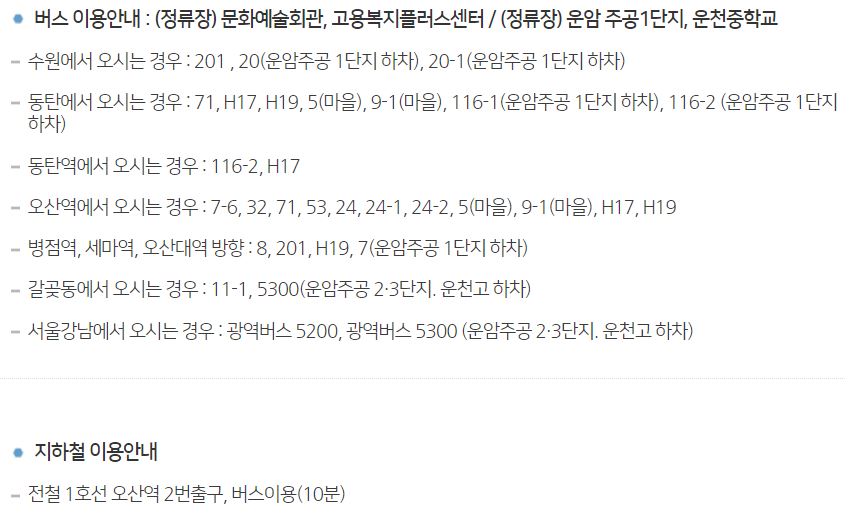 버스 이용안내 : (정류장) 문화예술회관, 고용복지플러스센터 / (정류장) 운암 주공1단지, 운천중학교
수원에서 오시는 경우 : 201 , 20(운암주공 1단지 하차), 20-1(운암주공 1단지 하차)
동탄에서 오시는 경우 : 71, H17, H19, 5(마을), 9-1(마을), 116-1(운암주공 1단지 하차), 116-2 (운암주공 1단지
하차)
동탄역에서 오시는 경우 : 116-2, H17
오산역에서 오시는 경우 : 7-6, 32, 71, 53, 24, 24-1, 24-2, 5(마을), 9-1(마을), H17, H19
병점역, 세마역, 오산대역 방향 : 8, 201, H19, 7(운암주공 1단지 하차)
갈곶동에서 오시는 경우 : 11-1, 5300(운암주공 2·3단지. 운천고 하차)
서울강남에서 오시는 경우 : 광역버스 5200, 광역버스 5300 (운암주공 2·3단지. 운천고 하차)
지하철 이용안내
전철 1호선 오산역 2번출구, 버스이용(10분)